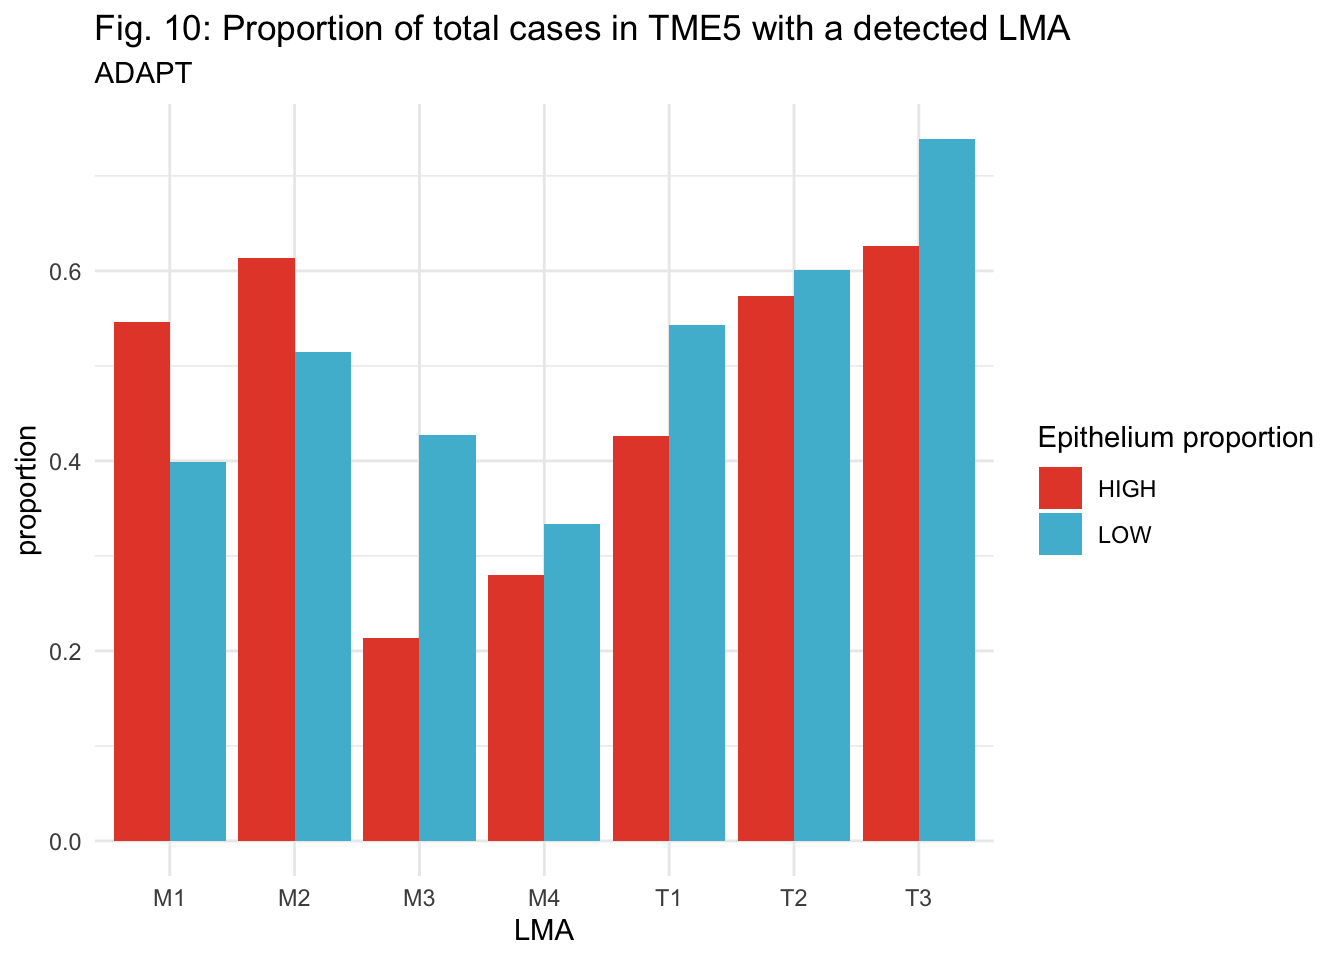 Fig. 10: Proportion of total cases in TME5 with a detected LMA
ADAPT
proportion
0.6
0.4
0.2
0.0
M1 M2 M3 M4 T1 T2 T3
LMA
Epithelium proportion
HIGH
LOW